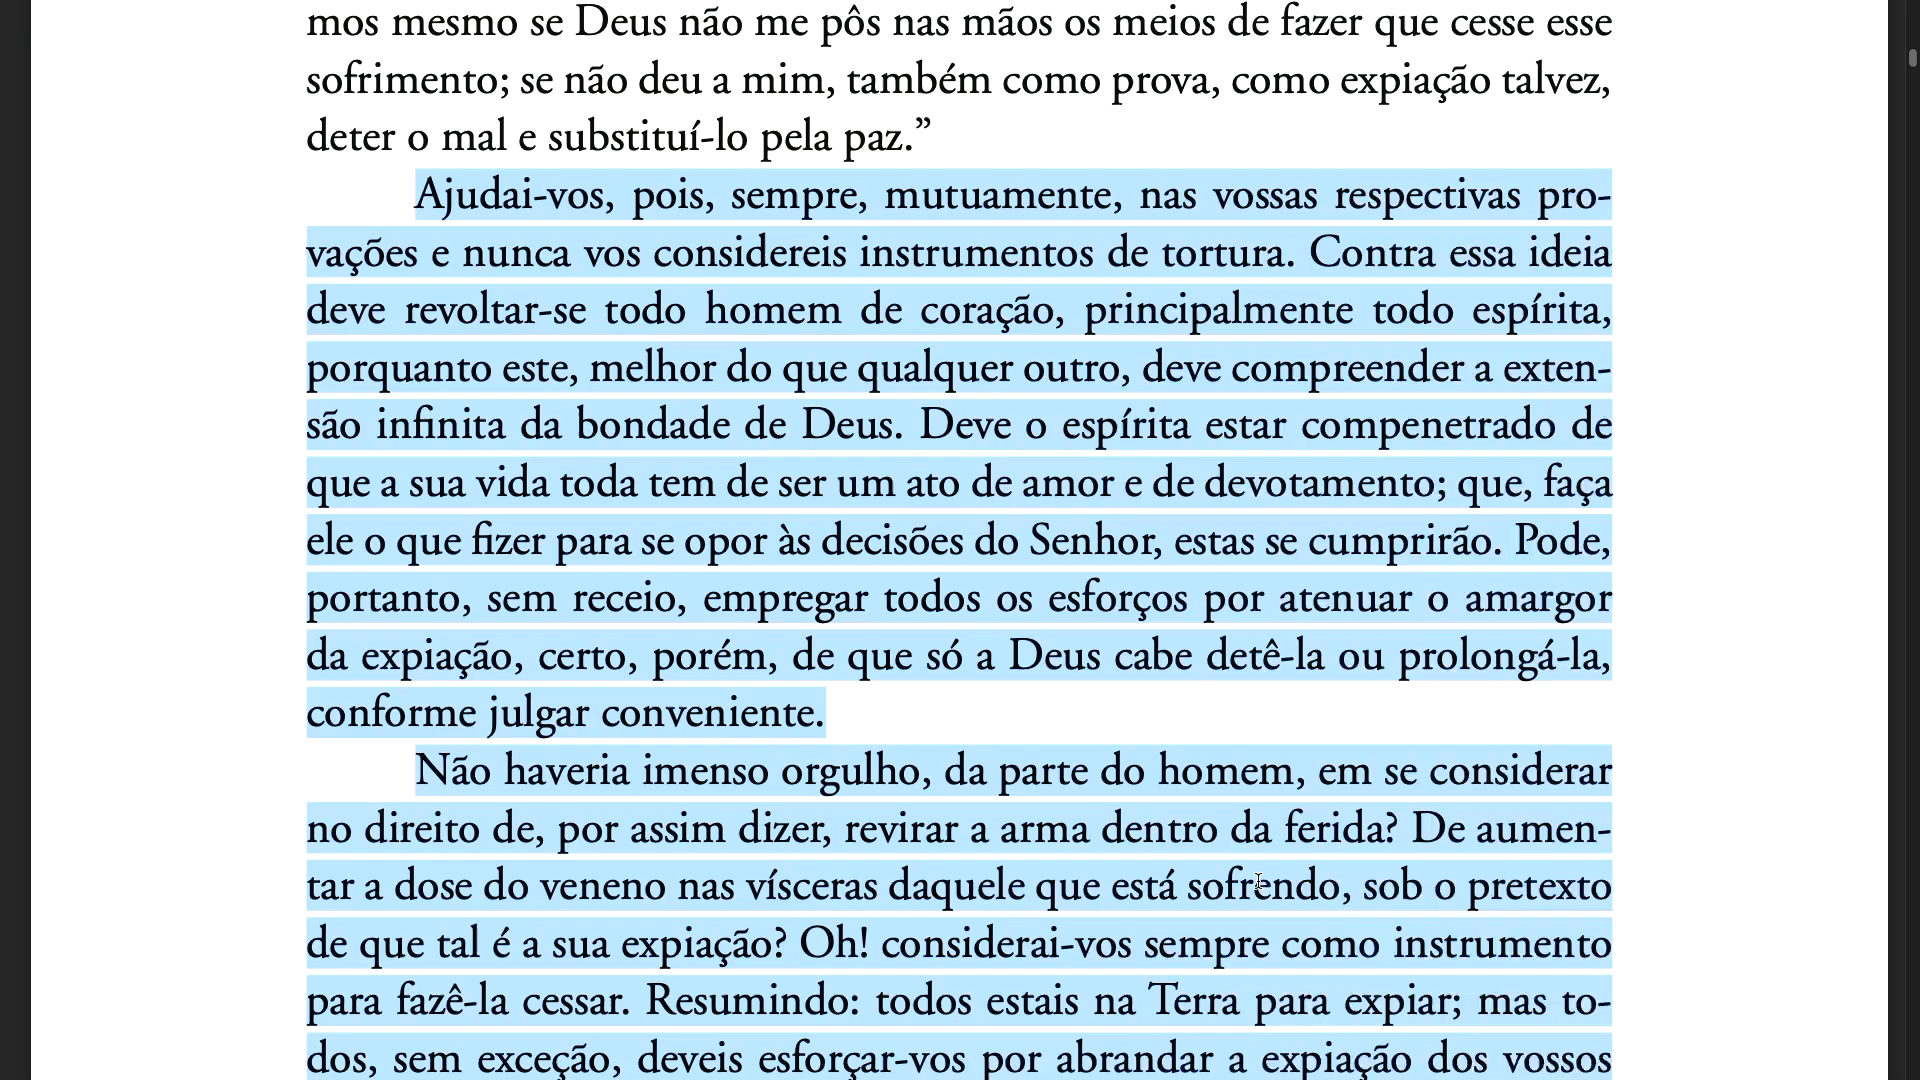 mos mesmo se Deus não me pôs nas mãos os meios de fazer que cesse esse
sofrimento; se não deu a mim, também como prova, como expiação talvez,
deter o mal e substituí-lo pela paz.”
Ajudai-vos, pois, sempre, mutuamente, nas vossas respectivas pro-
vações e nunca vos considereis instrumentos de tortura. Contra essa ideia
deve revoltar-se todo homem de coração, principalmente todo espírita,
porquanto este, melhor do que qualquer outro, deve compreender a exten-
são infinita da bondade de Deus. Deve o espírita estar compenetrado de
que a sua vida toda tem de ser um ato de amor e de devotamento; que, faça
ele o que fizer para se opor às decisões do Senhor, estas se cumprirão. Pode,
portanto, sem receio, empregar todos os esforços por atenuar o amargor
da expiação, certo, porém, de que só a Deus cabe detê-la ou prolongá-la,
conforme julgar conveniente.
Não haveria imenso orgulho, da parte do homem, em se considerar
no direito de, por assim dizer, revirar a arma dentro da ferida? De aumen-
tar a dose do veneno nas vísceras daquele que está sofrendo, sob o pretexto
de que tal é a sua expiação? Oh! considerai-vos sempre como instrumento
para fazê-la cessar. Resumindo: todos estais na Terra para expiar; mas to-
dos, sem exceção, deveis esforçar-vos por abrandar a expiação dos vossos